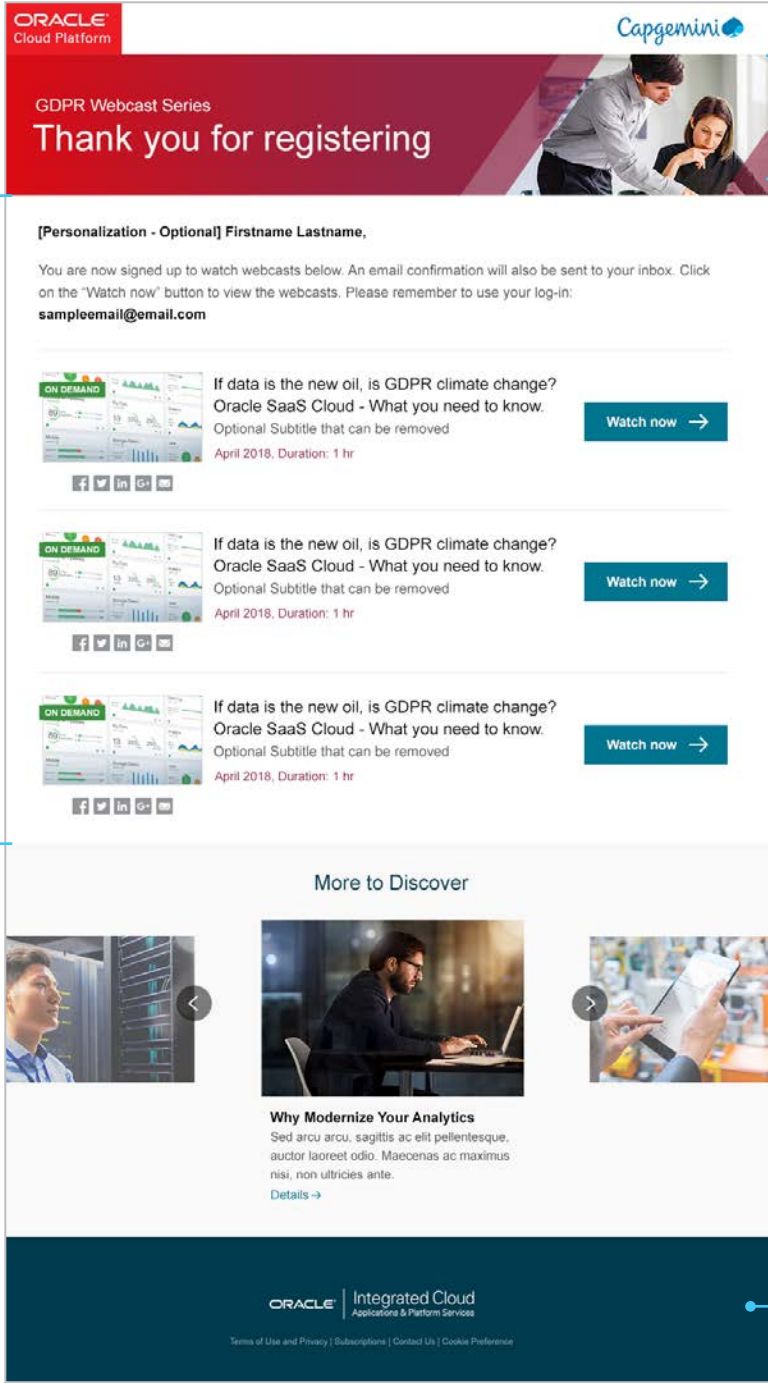 ORACLE
Cloud Platform
Capgemini
GDPR Webcast Series
Thank you for registering
[Personalization - Optional] Firstname Lastname,
You are now signed up to watch webcasts below. An email confirmation will also be sent to your inbox. Click
on the “Watch now” button to view the webcasts. Please remember to use your log-in:
sampleemail@email.com
ON DEMAND
If data is the new oil, is GDPR climate change?
Oracle SaaS Cloud - What you need to know.
Optional Subtitle that can be removed
April 2018, Duration: 1 hr
Watch now
ON DEMAND
If data is the new oil, is GDPR climate change?
Oracle SaaS Cloud - What you need to know.
Optional Subtitle that can be removed
April 2018, Duration: 1 hr
Watch now
ON DEMAND
If data is the new oil, is GDPR climate change?
Oracle SaaS Cloud - What you need to know.
Optional Subtitle that can be removed
April 2018, Duration: 1 hr
Watch now
More to Discover
Why Modernize Your Analytics
Sed arcu arcu, sagittis ac elit pellentesque,
auctor laoreet odio. Maecenas ac maximus
nisi, non ultricies ante.
Details →
ORACLE | Integrated Cloud
Applications & Platform Services
Terms of Use and Privacy | Subscriptions | Contact Us | Cookie Preference